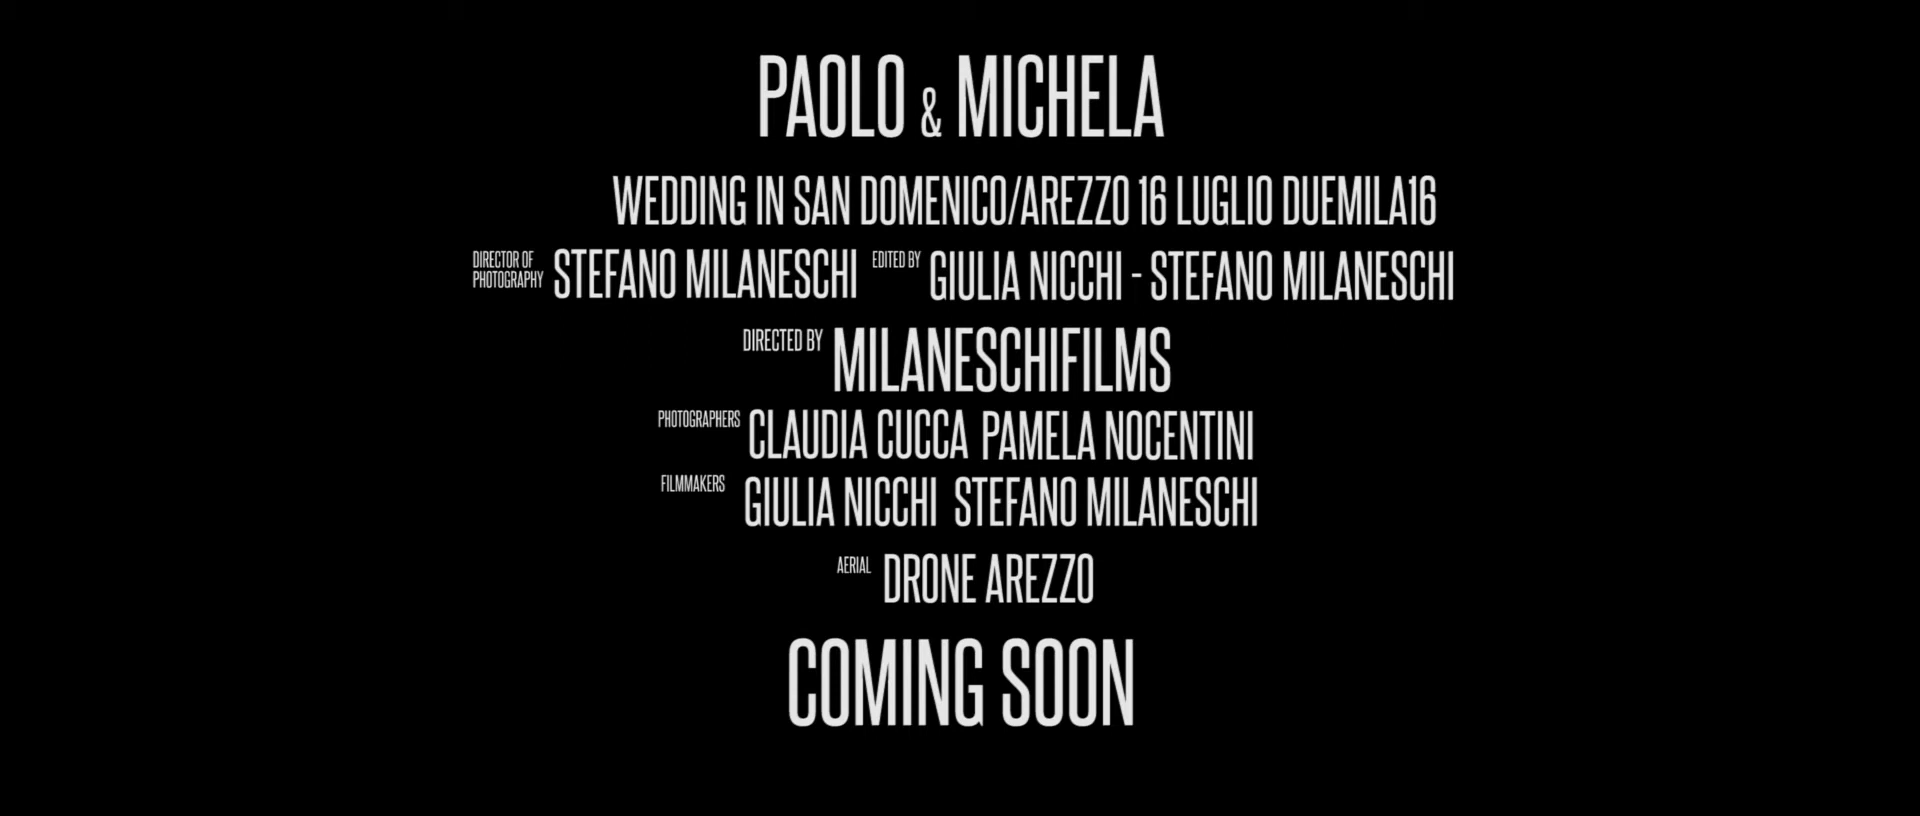 PAOLO & MICHELA
WEDDING IN SAN DOMENICO/AREZZO 16 LUGLIO DUEMILA16
DIRECTOR OF PHOTOGRAPHY STEFANO MILANESCHI EDITED BY GIULIA NICCHI - STEFANO MILANESCHI
DIRECTED BY MILANESCHIFILMS
PHOTOGRAPHERS CLAUDIA CUCCA PAMELA NOCENTINI
FILMMAKERS GIULIA NICCHI STEFANO MILANESCHI
AERIAL DRONE AREZZO
COMING SOON